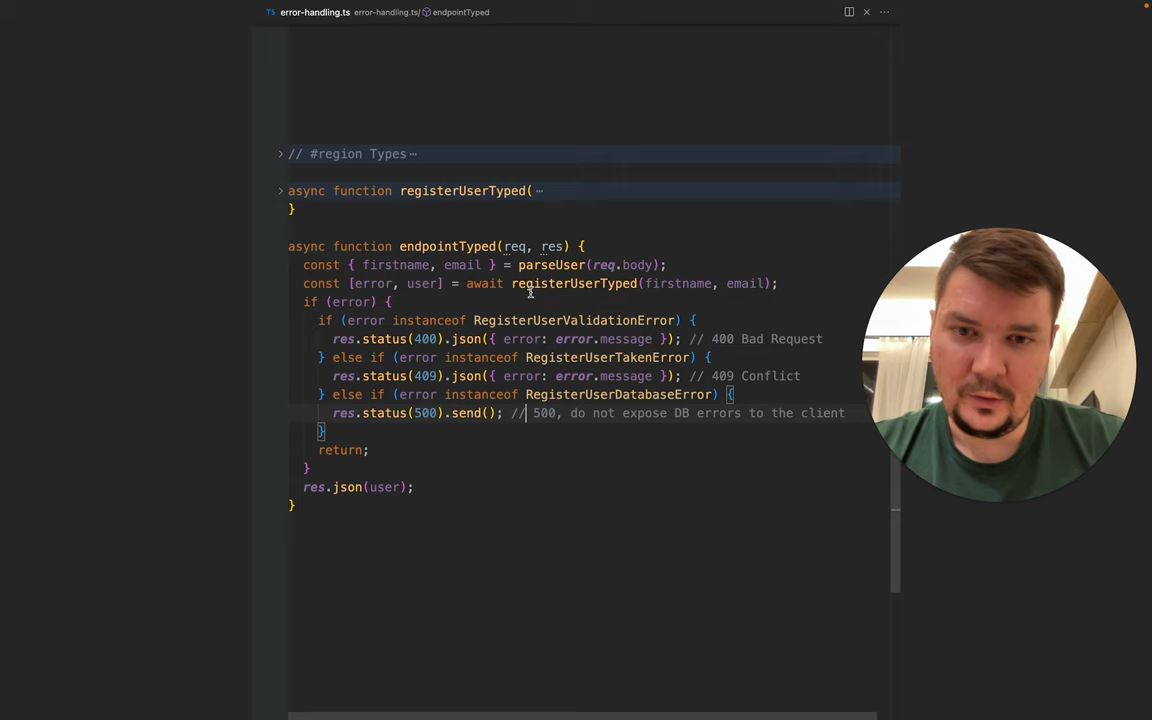 TS error-handling.ts error-handling.ts/ endpointTyped ...
> // #region Types ...
> async function registerUserTyped( ...
}
async function endpointTyped(req, res) {
const { firstname, email } = parseUser(req.body);
const [error, user] = await registerUserTyped(firstname, email);
if (error) {
if (error instanceof RegisterUserValidationError) {
res.status(400).json({ error: error.message }); // 400 Bad Request
} else if (error instanceof RegisterUserTakenError) {
res.status(409).json({ error: error.message }); // 409 Conflict
} else if (error instanceof RegisterUserDatabaseError) {
res.status(500).send(); // 500, do not expose DB errors to the client
}
return;
}
res.json(user);
}